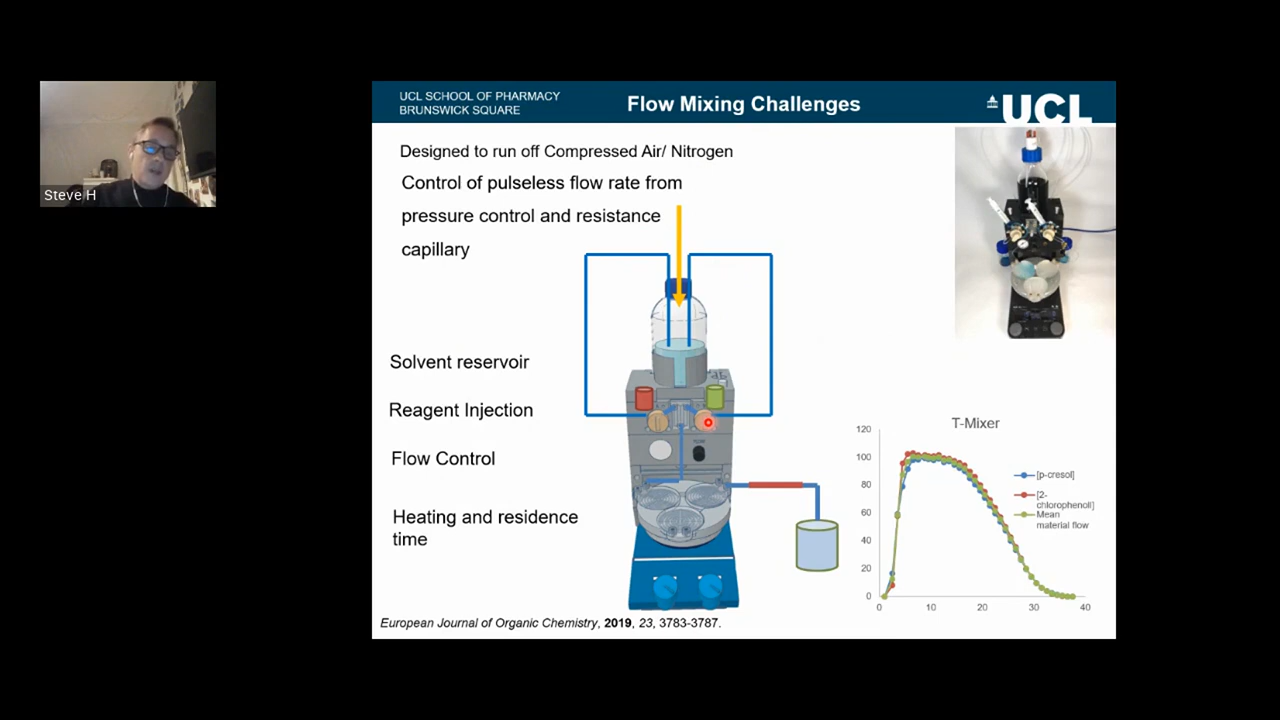 UCL SCHOOL OF PHARMACY
BRUNSWICK SQUARE
Flow Mixing Challenges
UCL
Designed to run off Compressed Air/ Nitrogen
Control of pulseless flow rate from
pressure control and resistance
capillary
Steve H
Solvent reservoir
Reagent Injection
Flow Control
Heating and residence
time
T-Mixer
120
100
80
60
40
20
0
0
10
20
30
40
[p-cresol]
[2-
chlorophenoll]
Mean
material flow
European Journal of Organic Chemistry, 2019, 23, 3783-3787.